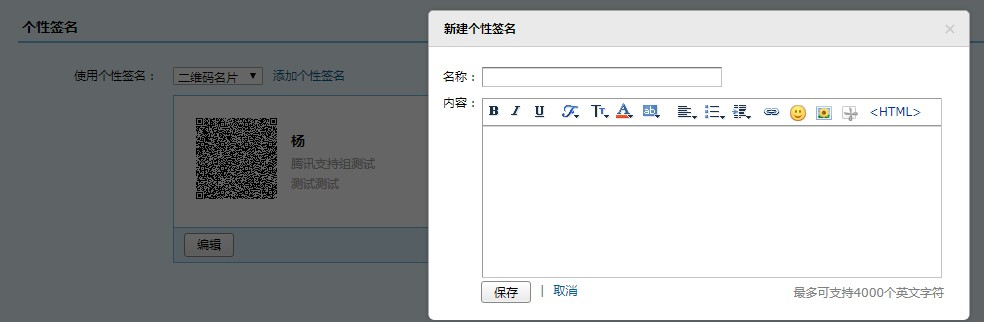 个性签名
使用个性签名：
二维码名片
添加个性签名
杨
腾讯支持组测试
测试测试
编辑
新建个性签名
名称：
内容：
B I U F TT A ab <HTML>
保存 | 取消
最多可支持4000个英文字符